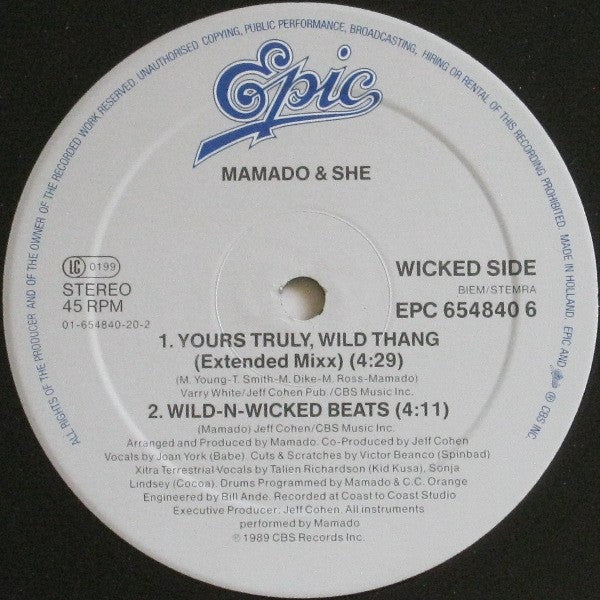 ALL RIGHTS OF THE PRODUCER AND OF THE OWNER OF THE RECORDED WORK RESERVED. UNAUTHORISED COPYING, PUBLIC PERFORMANCE, BROADCASTING, HIRING OR RENTAL OF THIS RECORDING PROHIBITED. MADE IN HOLLAND. EPIC AND ® CBS INC.
Epic
MAMADO & SHE
LC 0199
STEREO
45 RPM
01-654840-20-2
WICKED SIDE
BIEM/STEMRA
EPC 654840 6
1. YOURS TRULY, WILD THANG
(Extended Mixx) (4:29)
(M. Young-T. Smith-M. Dike-M. Ross-Mamado)
Varry White/Jeff Cohen Pub./CBS Music Inc.
2. WILD-N-WICKED BEATS (4:11)
(Mamado) Jeff Cohen/CBS Music Inc.
Arranged and Produced by Mamado. Co-Produced by Jeff Cohen
Vocals by Joan York (Babe). Cuts & Scratches by Victor Beanco (Spinbad)
Xitra Terrestrial-Vocals by Talien Richardson (Kid Kusa), Sonja
Lindsey (Cocoa). Drums Programmed by Mamado & C.C. Orange
Engineered by Bill Ande. Recorded at Coast to Coast Studio
Executive Producer: Jeff Cohen. All instruments
performed by Mamado
℗ 1989 CBS Records Inc.